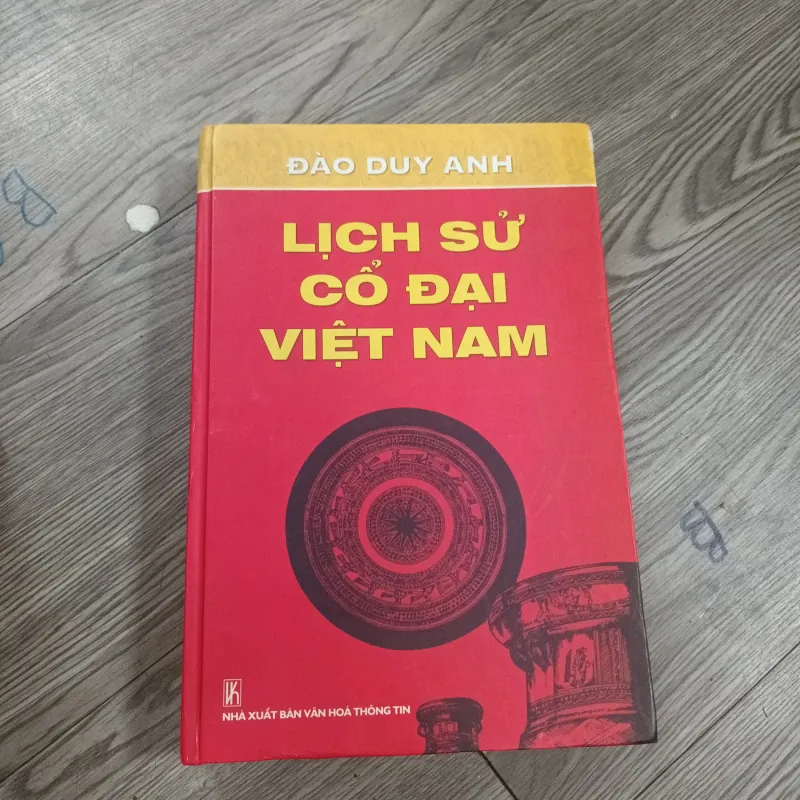 ĐÀO DUY ANH
LỊCH SỬ
CỔ ĐẠI
VIỆT NAM
NHÀ XUẤT BẢN VĂN HOÁ THÔNG TIN